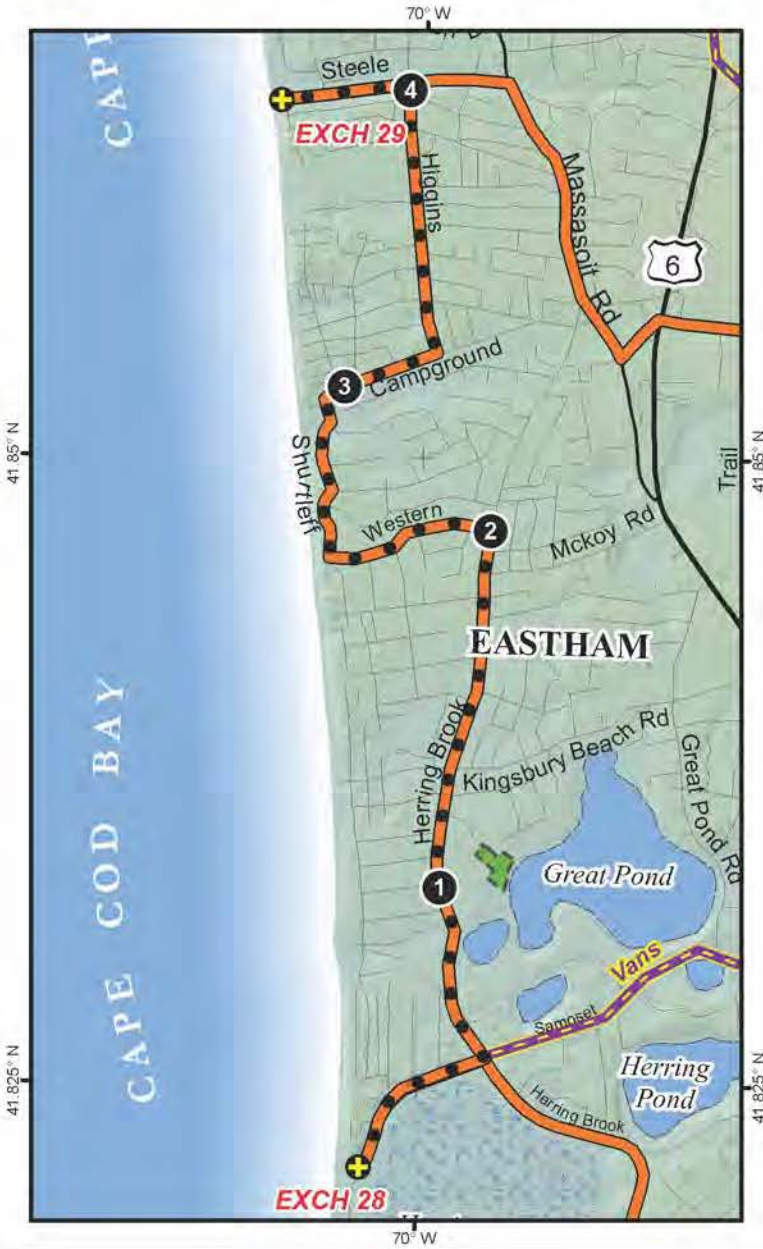 70° W
CAPE
Steele
4
EXCH 29
Higgins
Massasoit Rd
6
3
Campground
41.85° N
41.85° N
Shurtleff
Western
2
Mckoy Rd
Trail
EASTHAM
Herring Brook
Kingsbury Beach Rd
Great Pond Rd
CAPE COD BAY
1
Great Pond
Vans
Samoset
41.825° N
41.825° N
Herring
Pond
Herring Brook
EXCH 28
70° W